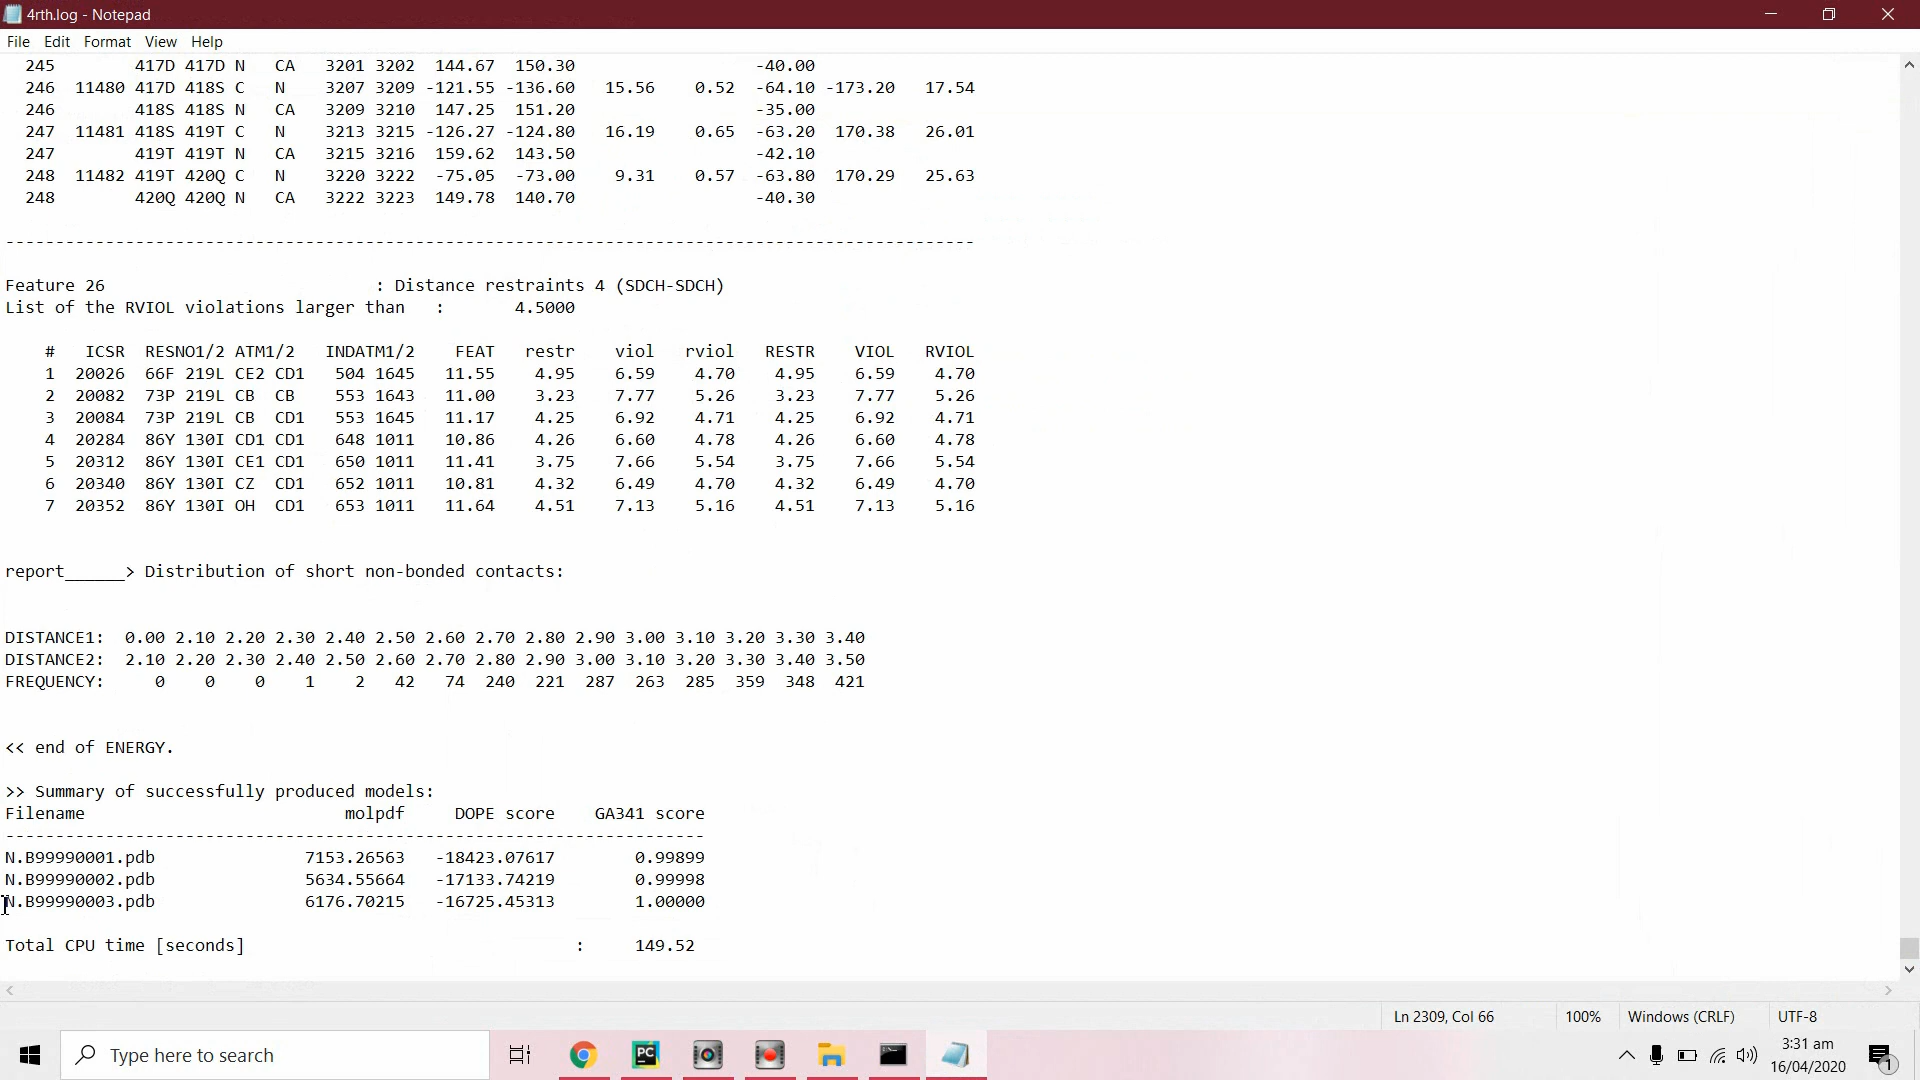 4rth.log - Notepad
File Edit Format View Help
245 417D 417D N CA 3201 3202 144.67 150.30 -40.00
246 11480 417D 418S C N 3207 3209 -121.55 -136.60 15.56 0.52 -64.10 -173.20 17.54
246 418S 418S N CA 3209 3210 147.25 151.20 -35.00
247 11481 418S 419T C N 3213 3215 -126.27 -124.80 16.19 0.65 -63.20 170.38 26.01
247 419T 419T N CA 3215 3216 159.62 143.50 -42.10
248 11482 419T 420Q C N 3220 3222 -75.05 -73.00 9.31 0.57 -63.80 170.29 25.63
248 420Q 420Q N CA 3222 3223 149.78 140.70 -40.30
-------------------------------------------------------------------------------------------------
Feature 26 : Distance restraints 4 (SDCH-SDCH)
List of the RVIOL violations larger than : 4.5000
# ICSR RESNO1/2 ATM1/2 INDATM1/2 FEAT restr viol rviol RESTR VIOL RVIOL
1 20026 66F 219L CE2 CD1 504 1645 11.55 4.95 6.59 4.70 4.95 6.59 4.70
2 20082 73P 219L CB CB 553 1643 11.00 3.23 7.77 5.26 3.23 7.77 5.26
3 20084 73P 219L CB CD1 553 1645 11.17 4.25 6.92 4.71 4.25 6.92 4.71
4 20284 86Y 130I CD1 CD1 648 1011 10.86 4.26 6.60 4.78 4.26 6.60 4.78
5 20312 86Y 130I CE1 CD1 650 1011 11.41 3.75 7.66 5.54 3.75 7.66 5.54
6 20340 86Y 130I CZ CD1 652 1011 10.81 4.32 6.49 4.70 4.32 6.49 4.70
7 20352 86Y 130I OH CD1 653 1011 11.64 4.51 7.13 5.16 4.51 7.13 5.16
report______> Distribution of short non-bonded contacts:
DISTANCE1: 0.00 2.10 2.20 2.30 2.40 2.50 2.60 2.70 2.80 2.90 3.00 3.10 3.20 3.30 3.40
DISTANCE2: 2.10 2.20 2.30 2.40 2.50 2.60 2.70 2.80 2.90 3.00 3.10 3.20 3.30 3.40 3.50
FREQUENCY: 0 0 0 1 2 42 74 240 221 287 263 285 359 348 421
<< end of ENERGY.
>> Summary of successfully produced models:
Filename molpdf DOPE score GA341 score
----------------------------------------------------------------------
N.B99990001.pdb 7153.26563 -18423.07617 0.99899
N.B99990002.pdb 5634.55664 -17133.74219 0.99998
N.B99990003.pdb 6176.70215 -16725.45313 1.00000
Total CPU time [seconds] : 149.52
Ln 2309, Col 66 100% Windows (CRLF) UTF-8
Type here to search
PC
3:31 am
16/04/2020
1